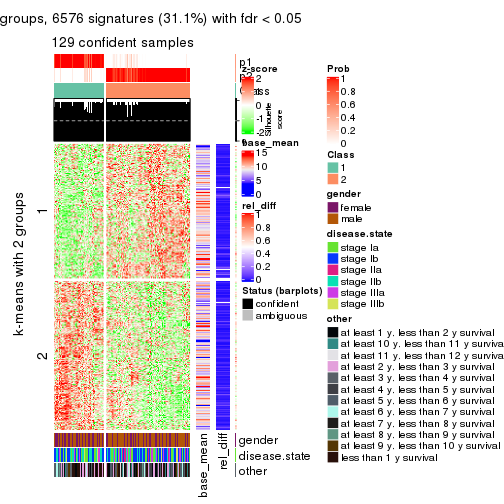 groups, 6576 signatures (31.1%) with fdr < 0.05
129 confident samples
p1
p2
Class
Silhouette
score
k-means with 2 groups
1
2
gender
disease.state
other
base_mean
rel_diff
z-score
2
1
0
-1
-2
base_mean
15
10
5
0
rel_diff
1
0.8
0.6
0.4
0.2
0
Status (barplots)
confident
ambiguous
Prob
1
0.8
0.6
0.4
0.2
0
Class
1
2
gender
female
male
disease.state
stage Ia
stage Ib
stage IIa
stage IIb
stage IIIa
stage IIIb
other
at least 1 y. less than 2 y survival
at least 10 y. less than 11 y survival
at least 11 y. less than 12 y survival
at least 2 y. less than 3 y survival
at least 3 y. less than 4 y survival
at least 4 y. less than 5 y survival
at least 5 y. less than 6 y survival
at least 6 y. less than 7 y survival
at least 7 y. less than 8 y survival
at least 8 y. less than 9 y survival
at least 9 y. less than 10 y survival
less than 1 y survival